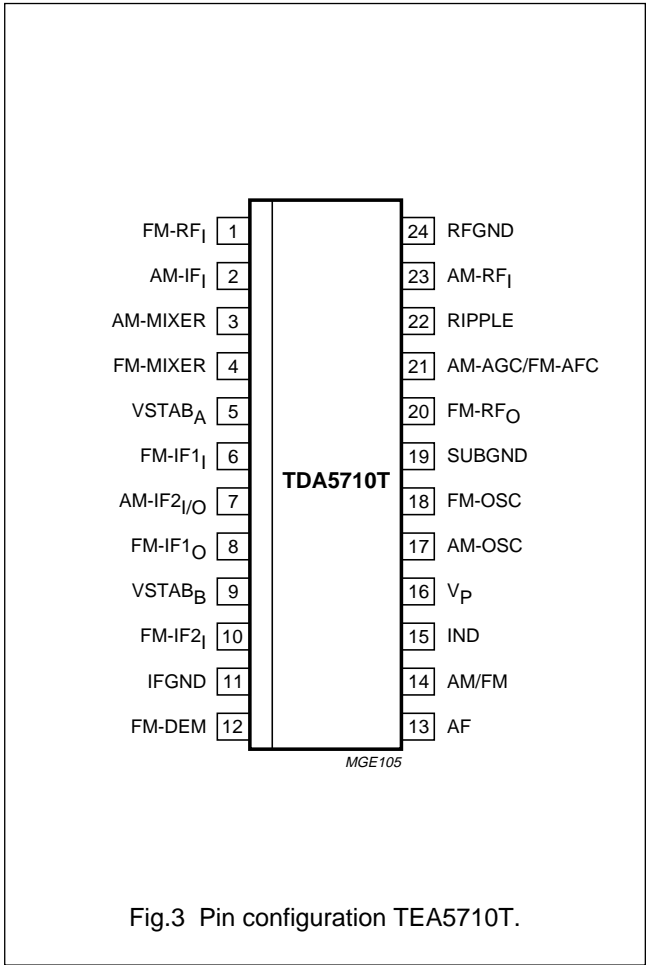 FM-RFI 1
AM-IFI 2
AM-MIXER 3
FM-MIXER 4
VSTABA 5
FM-IF1I 6
AM-IF2I/O 7
FM-IF1O 8
VSTABB 9
FM-IF2I 10
IFGND 11
FM-DEM 12
TDA5710T
24 RFGND
23 AM-RFI
22 RIPPLE
21 AM-AGC/FM-AFC
20 FM-RFO
19 SUBGND
18 FM-OSC
17 AM-OSC
16 VP
15 IND
14 AM/FM
13 AF
MGE105
Fig.3 Pin configuration TEA5710T.